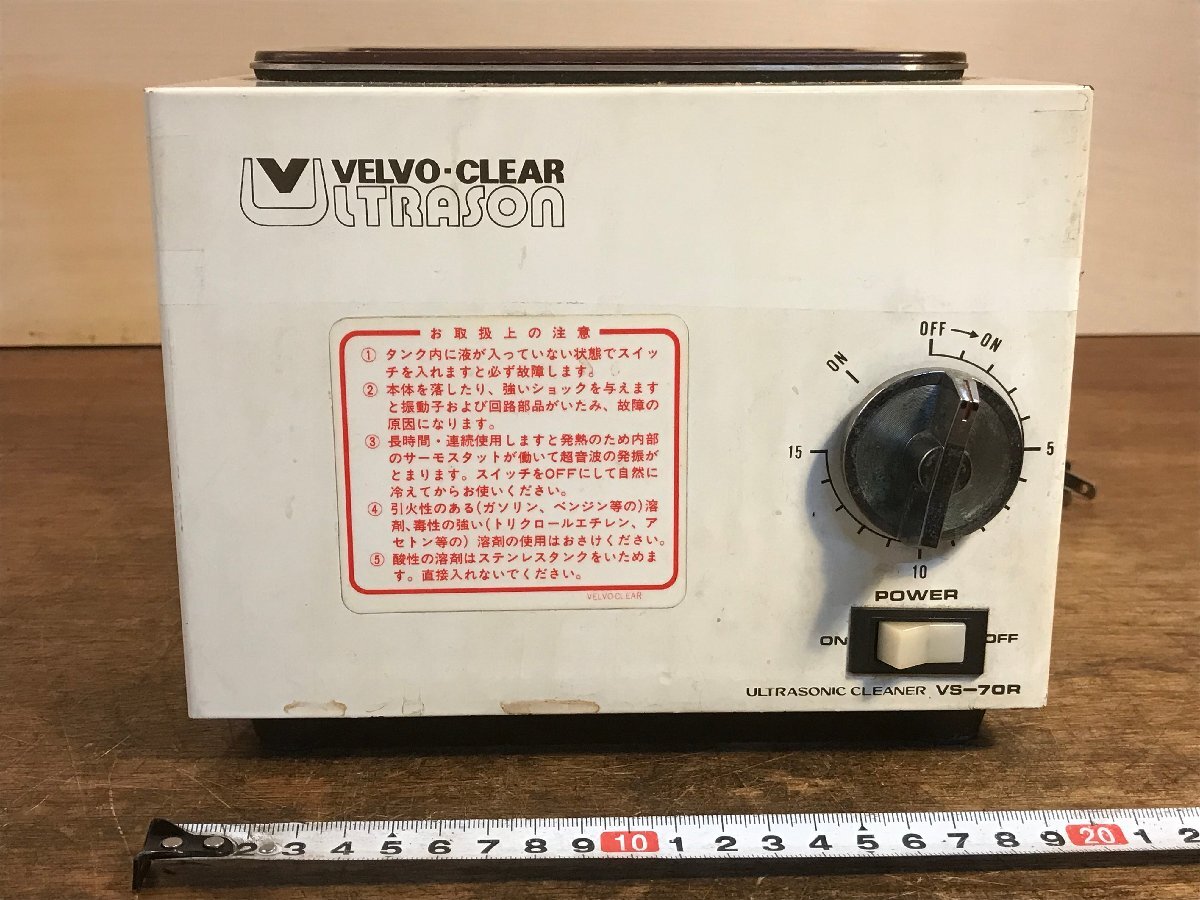 VELVO-CLEAR
ULTRASON
お取扱上の注意
① タンク内に液が入っていない状態でスイッ
チを入れますと必ず故障します。
② 本体を落したり、強いショックを与えます
と振動子および回路部品がいたみ、故障の
原因になります。
③ 長時間・連続使用しますと発熱のため内部
のサーモスタットが働いて超音波の発振が
とまります。スイッチをOFFにして自然に
冷えてからお使いください。
④ 引火性のある(ガソリン、ベンジン等の)溶
剤、毒性の強い(トリクロールエチレン、ア
セトン等の) 溶剤の使用はおさけください。
⑤ 酸性の溶剤はステンレスタンクをいためま
す。直接入れないでください。
VELVO CLEAR
OFF → ON
ON
15
5
10
POWER
ON
OFF
ULTRASONIC CLEANER VS-70R
2 3 4 5 6 7 8 9 10 1 2 3 4 5 6 7 8 9 20 1 2